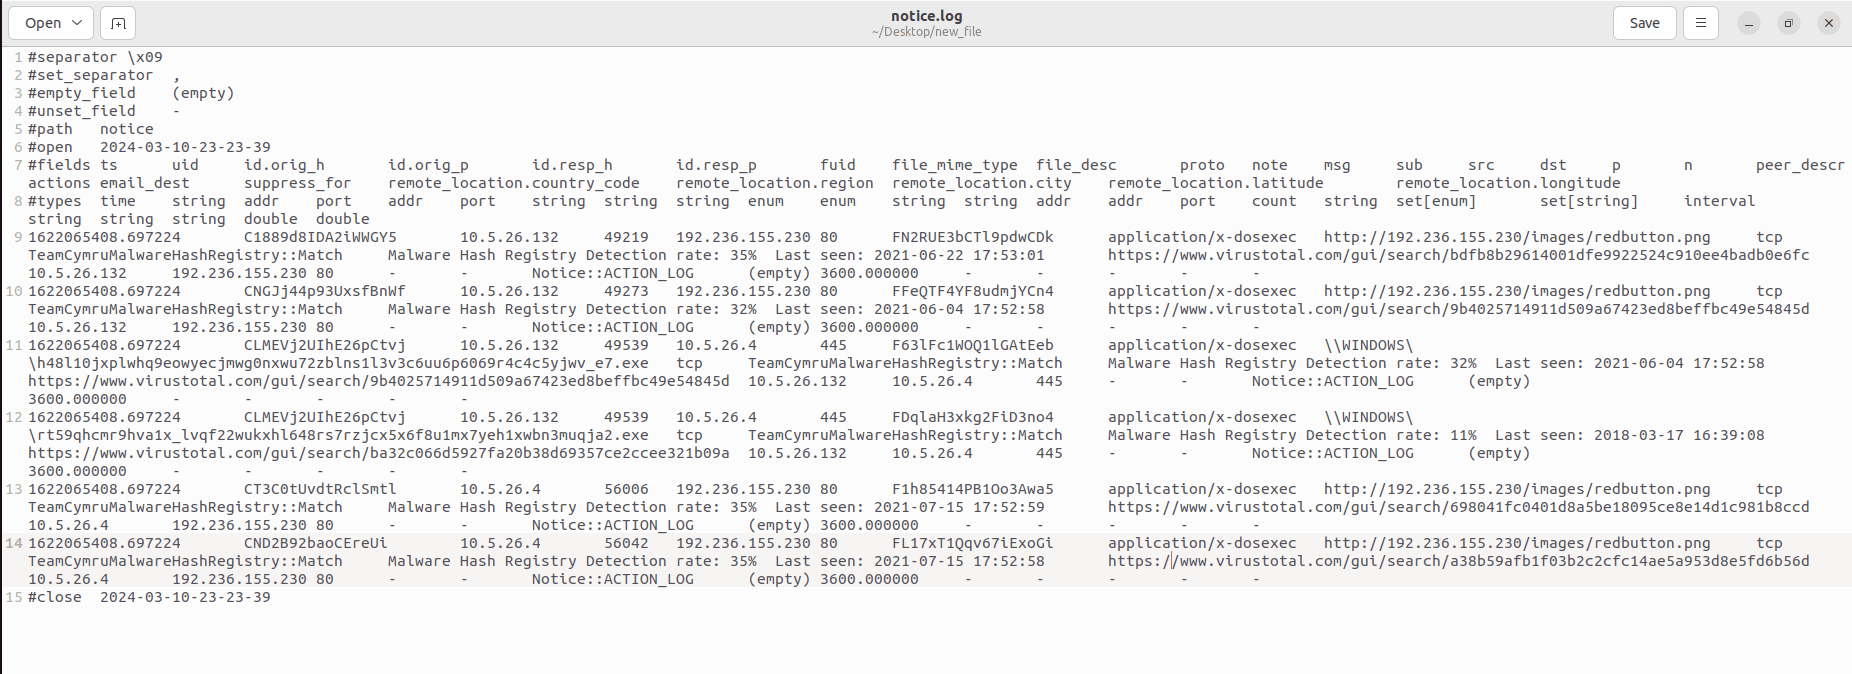 Open
notice.log
~/Desktop/new_file
Save
1 #separator \x09
2 #set_separator ,
3 #empty_field (empty)
4 #unset_field -
5 #path notice
6 #open 2024-03-10-23-23-39
7 #fields ts uid id.orig_h id.orig_p id.resp_h id.resp_p fuid file_mime_type file_desc proto note msg sub src dst p n peer_descr
actions email_dest suppress_for remote_location.country_code remote_location.region remote_location.city remote_location.latitude remote_location.longitude
8 #types time string addr port addr port string string string enum enum string string addr addr port count string set[enum] set[string] interval
string string string double double
9 1622065408.697224 C1889d8IDA2iWWGY5 10.5.26.132 49219 192.236.155.230 80 FN2RUE3bCTl9pdwCDk application/x-dosexec http://192.236.155.230/images/redbutton.png tcp
TeamCymruMalwareHashRegistry::Match Malware Hash Registry Detection rate: 35% Last seen: 2021-06-22 17:53:01 https://www.virustotal.com/gui/search/bdfb8b29614001dfe9922524c910ee4badb0e6fc
10.5.26.132 192.236.155.230 80 - - Notice::ACTION_LOG (empty) 3600.000000 - - - - -
10 1622065408.697224 CNGJj44p93UxsfBnWf 10.5.26.132 49273 192.236.155.230 80 FFeQTF4YF8udmjYCn4 application/x-dosexec http://192.236.155.230/images/redbutton.png tcp
TeamCymruMalwareHashRegistry::Match Malware Hash Registry Detection rate: 32% Last seen: 2021-06-04 17:52:58 https://www.virustotal.com/gui/search/9b4025714911d509a67423ed8beffbc49e54845d
10.5.26.132 192.236.155.230 80 - - Notice::ACTION_LOG (empty) 3600.000000 - - - - -
11 1622065408.697224 CLMEVj2UIhE26pCtvj 10.5.26.132 49539 10.5.26.4 445 F63lFc1WOQ1lGAtEeb application/x-dosexec \\WINDOWS\
\h48l10jxplwhq9eowyecjmwg0nxwu72zblns1l3v3c6uu6p6069r4c4c5yjwv_e7.exe tcp TeamCymruMalwareHashRegistry::Match Malware Hash Registry Detection rate: 32% Last seen: 2021-06-04 17:52:58
https://www.virustotal.com/gui/search/9b4025714911d509a67423ed8beffbc49e54845d 10.5.26.132 10.5.26.4 445 - - Notice::ACTION_LOG (empty)
3600.000000 - - - - -
12 1622065408.697224 CLMEVj2UIhE26pCtvj 10.5.26.132 49539 10.5.26.4 445 FDqlaH3xkg2FiD3no4 application/x-dosexec \\WINDOWS\
\rt59qhcmr9hva1x_lvqf22wukxhl648rs7rzjcx5x6f8u1mx7yeh1xwbn3muqja2.exe tcp TeamCymruMalwareHashRegistry::Match Malware Hash Registry Detection rate: 11% Last seen: 2018-03-17 16:39:08
https://www.virustotal.com/gui/search/ba32c066d5927fa20b38d69357ce2ccee321b09a 10.5.26.132 10.5.26.4 445 - - Notice::ACTION_LOG (empty)
3600.000000 - - - - -
13 1622065408.697224 CT3C0tUvdtRclSmtl 10.5.26.4 56006 192.236.155.230 80 F1h85414PB1Oo3Awa5 application/x-dosexec http://192.236.155.230/images/redbutton.png tcp
TeamCymruMalwareHashRegistry::Match Malware Hash Registry Detection rate: 35% Last seen: 2021-07-15 17:52:59 https://www.virustotal.com/gui/search/698041fc0401d8a5be18095ce8e14d1c981b8ccd
10.5.26.4 192.236.155.230 80 - - Notice::ACTION_LOG (empty) 3600.000000 - - - - -
14 1622065408.697224 CND2B92baoCEreUi 10.5.26.4 56042 192.236.155.230 80 FL17xT1Qqv67iExoGi application/x-dosexec http://192.236.155.230/images/redbutton.png tcp
TeamCymruMalwareHashRegistry::Match Malware Hash Registry Detection rate: 35% Last seen: 2021-07-15 17:52:58 https://www.virustotal.com/gui/search/a38b59afb1f03b2c2cfc14ae5a953d8e5fd6b56d
10.5.26.4 192.236.155.230 80 - - Notice::ACTION_LOG (empty) 3600.000000 - - - - -
15 #close 2024-03-10-23-23-39